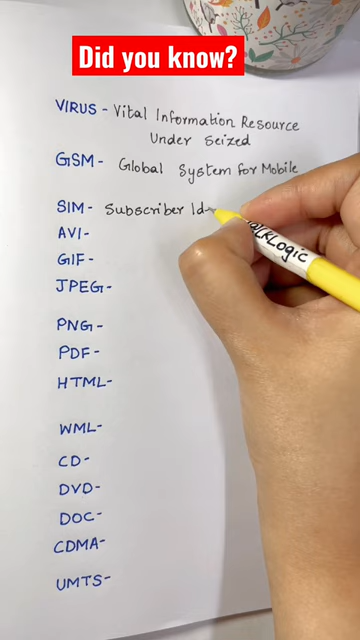 Did you know?
VIRUS - Vital Information Resource
Under Seized
GSM - Global System for Mobile
SIM - Subscriber Id
AVI -
GIF -
JPEG -
PNG -
PDF -
HTML -
WML -
CD -
DVD -
DOC -
CDMA -
UMTS -